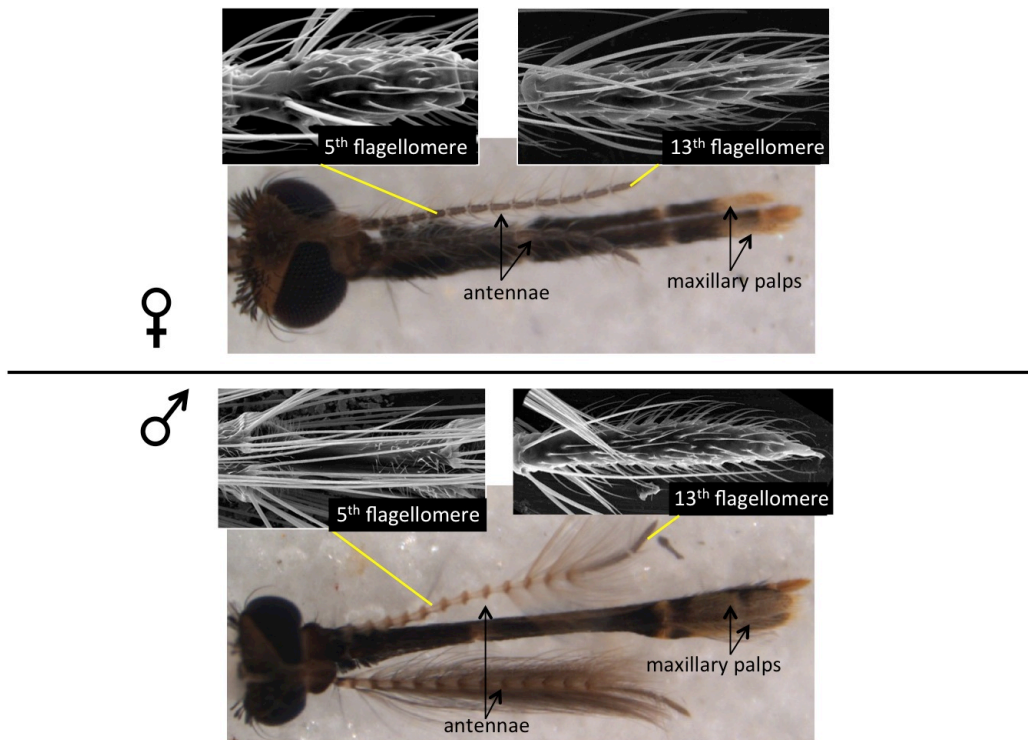 5th flagellomere
13th flagellomere
antennae
maxillary palps
♀
♂
5th flagellomere
13th flagellomere
maxillary palps
antennae